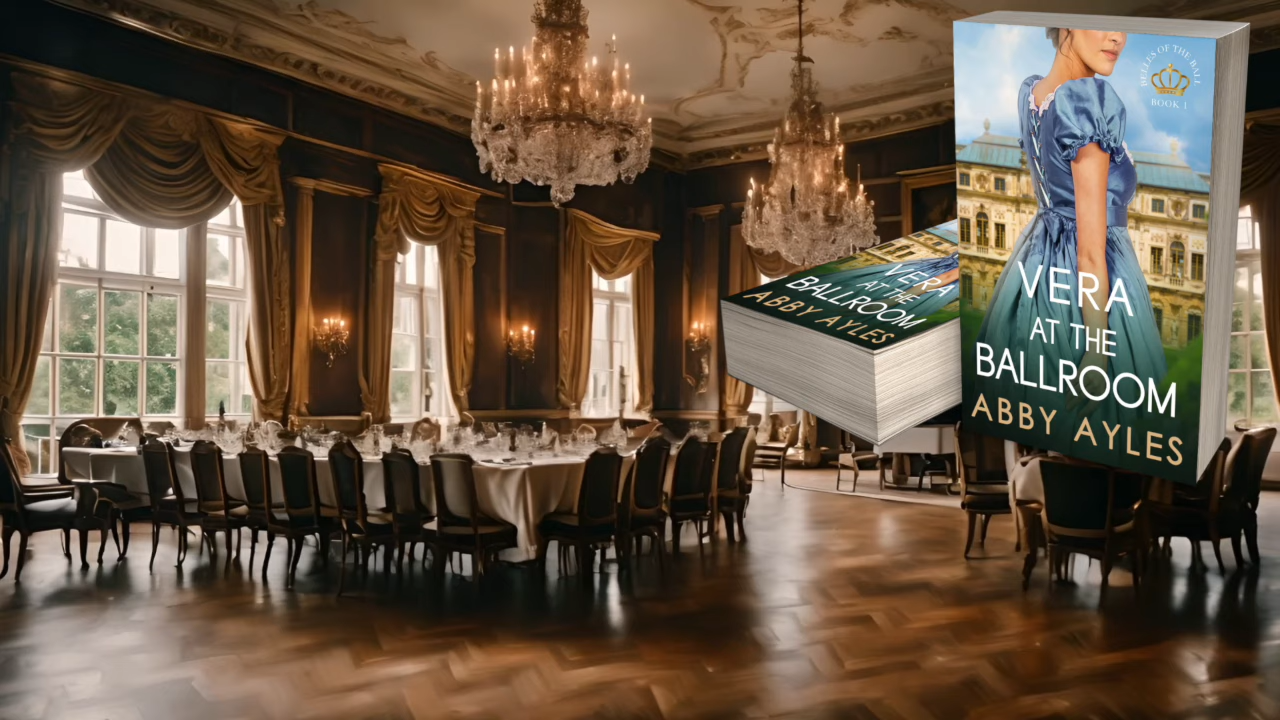 BELLES OF THE BALL
BOOK 1
VERA
AT THE
BALLROOM
ABBY AYLES
VERA
AT THE
BALLROOM
ABBY AYLES